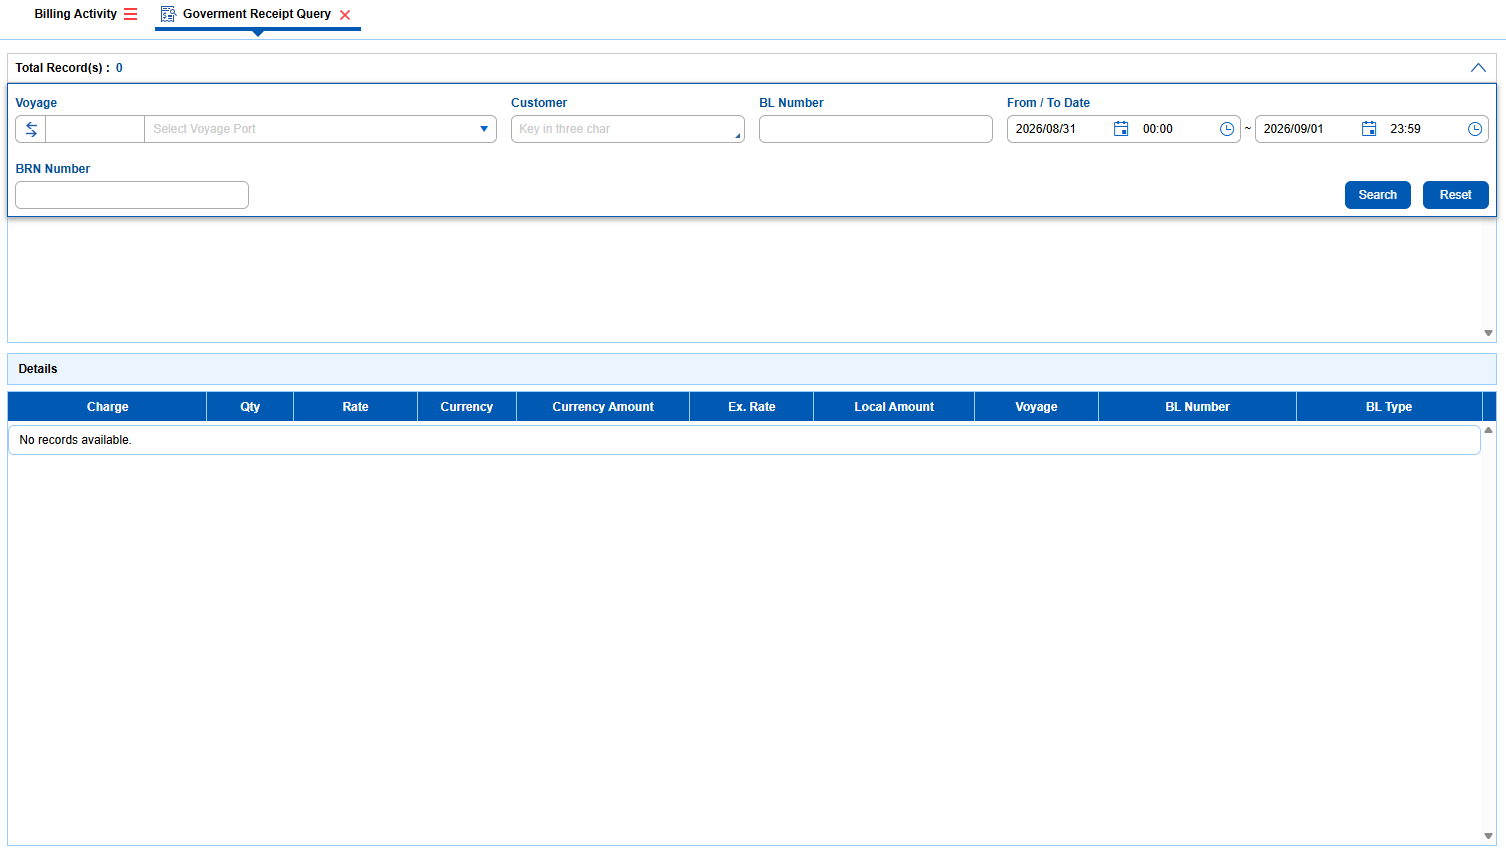 Billing Activity
Goverment Receipt Query
Total Record(s) : 0
Voyage
Customer
BL Number
From / To Date
Select Voyage Port
Key in three char
2026/08/31 00:00 ~ 2026/09/01 23:59
BRN Number
Search
Reset
Details
Charge Qty Rate Currency Currency Amount Ex. Rate Local Amount Voyage BL Number BL Type
No records available.